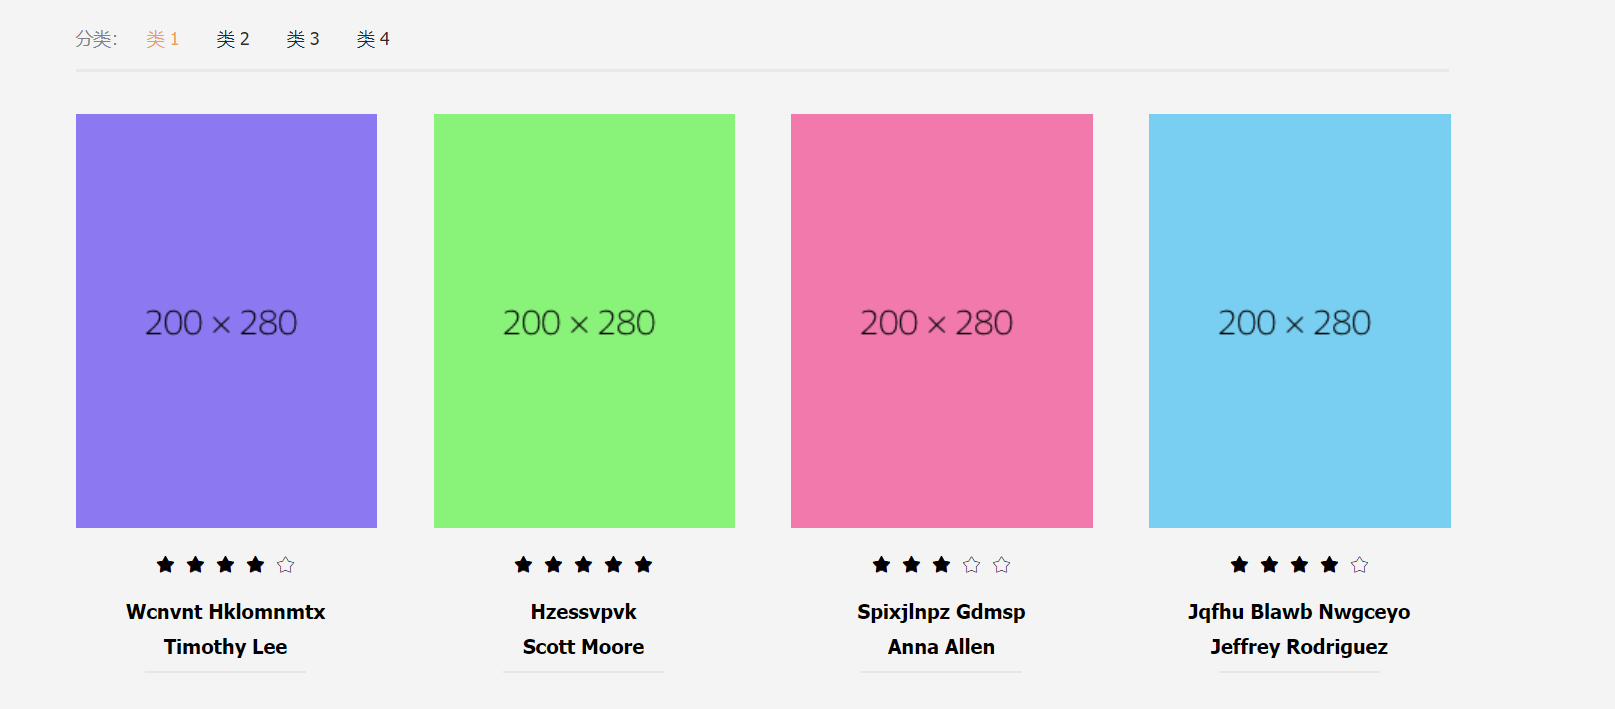 分类: 类 1 类 2 类 3 类 4
200 × 280 200 × 280 200 × 280 200 × 280
Wcnvnt Hklomnmtx Hzessvpvk Spixjlnpz Gdmsp Jqfhu Blawb Nwgceyo
Timothy Lee Scott Moore Anna Allen Jeffrey Rodriguez